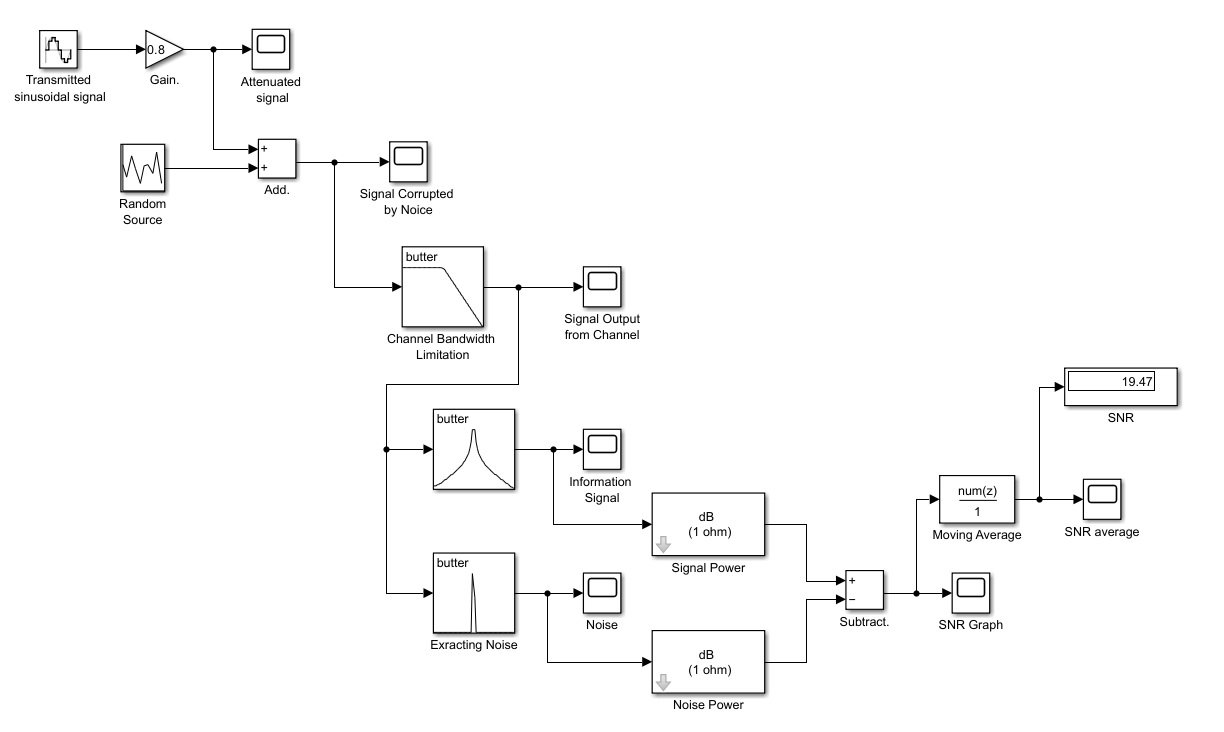 0.8
Transmitted
sinusoidal signal
Gain.
Attenuated
signal
+
+
Add.
Random
Source
Signal Corrupted
by Noice
butter
Channel Bandwidth
Limitation
Signal Output
from Channel
19.47
SNR
butter
Information
Signal
dB
(1 ohm)
Signal Power
num(z)
1
Moving Average
SNR average
butter
Exracting Noise
Noise
+
−
Subtract.
SNR Graph
dB
(1 ohm)
Noise Power